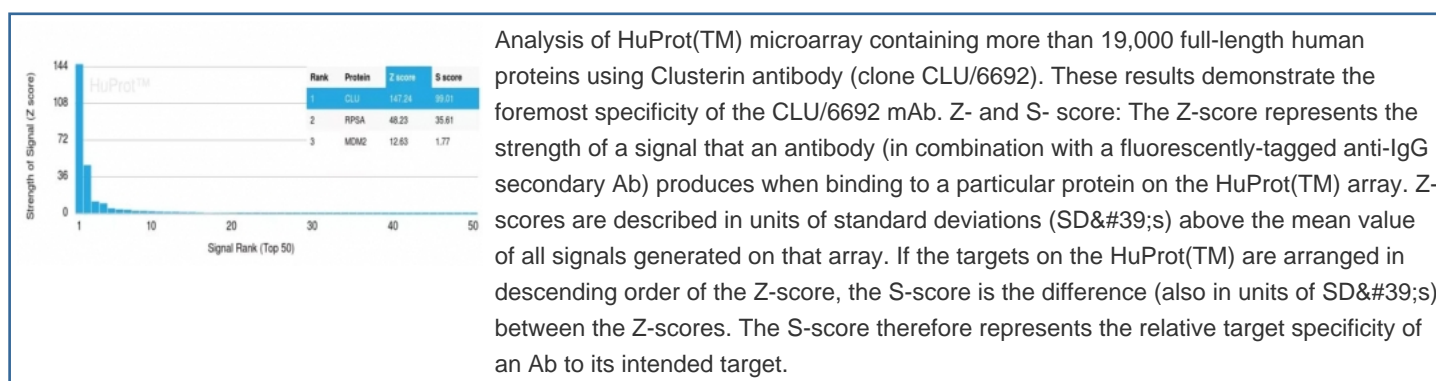 Analysis of HuProt(TM) microarray containing more than 19,000 full-length human
proteins using Clusterin antibody (clone CLU/6692). These results demonstrate the
foremost specificity of the CLU/6692 mAb. Z- and S- score: The Z-score represents the
strength of a signal that an antibody (in combination with a fluorescently-tagged anti-IgG
secondary Ab) produces when binding to a particular protein on the HuProt(TM) array. Z-
scores are described in units of standard deviations (SD&#39;s) above the mean value
of all signals generated on that array. If the targets on the HuProt(TM) are arranged in
descending order of the Z-score, the S-score is the difference (also in units of SD&#39;s)
between the Z-scores. The S-score therefore represents the relative target specificity of
an Ab to its intended target.
Strength of Signal (Z score)
144
108
72
36
0
HuProt™
Rank Protein Z score S score
1 CLU 147.24 99.01
2 RPSA 48.23 35.61
3 MDM2 12.63 1.77
1 10 20 30 40 50
Signal Rank (Top 50)